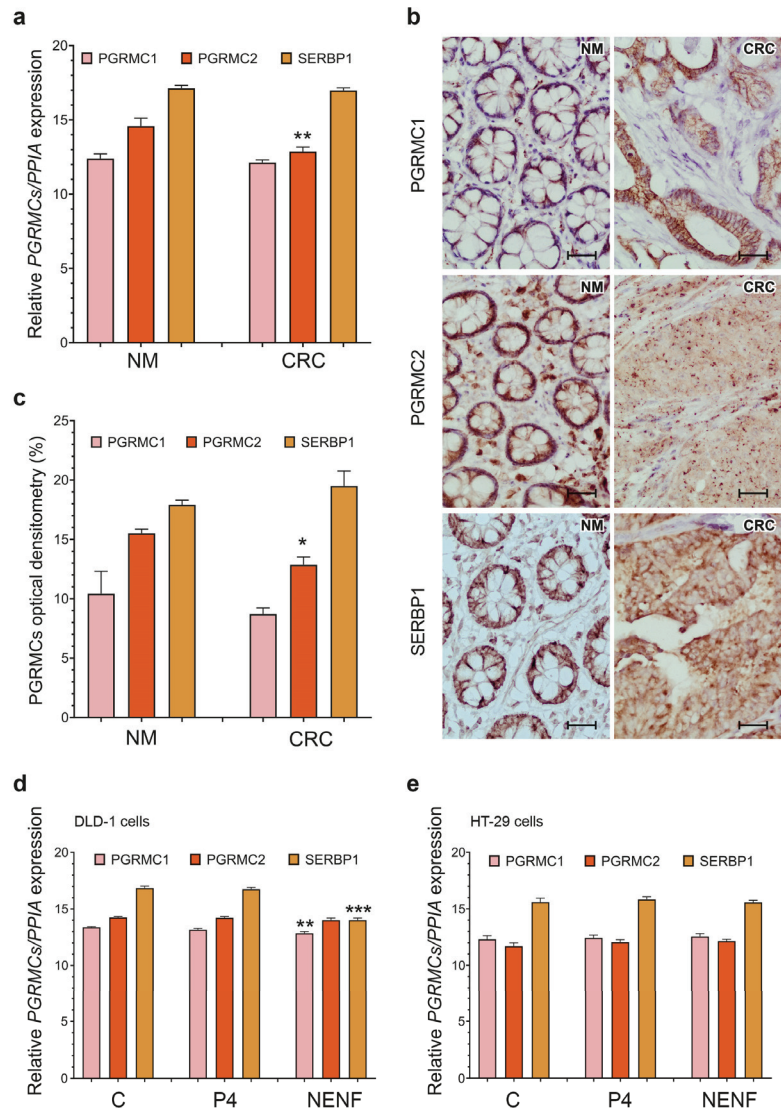 a
PGRMC1 PGRMC2 SERBP1
Relative PGRMCs/PPIA expression
20
15
10
5
0
**
NM CRC
b
PGRMC1
NM
CRC
PGRMC2
NM
CRC
SERBP1
NM
CRC
c
PGRMC1 PGRMC2 SERBP1
PGRMCs optical densitometry (%)
25
20
15
10
5
0
*
NM CRC
d
DLD-1 cells
PGRMC1 PGRMC2 SERBP1
Relative PGRMCs/PPIA expression
20
15
10
5
0
** ***
C P4 NENF
e
HT-29 cells
PGRMC1 PGRMC2 SERBP1
Relative PGRMCs/PPIA expression
20
15
10
5
0
C P4 NENF